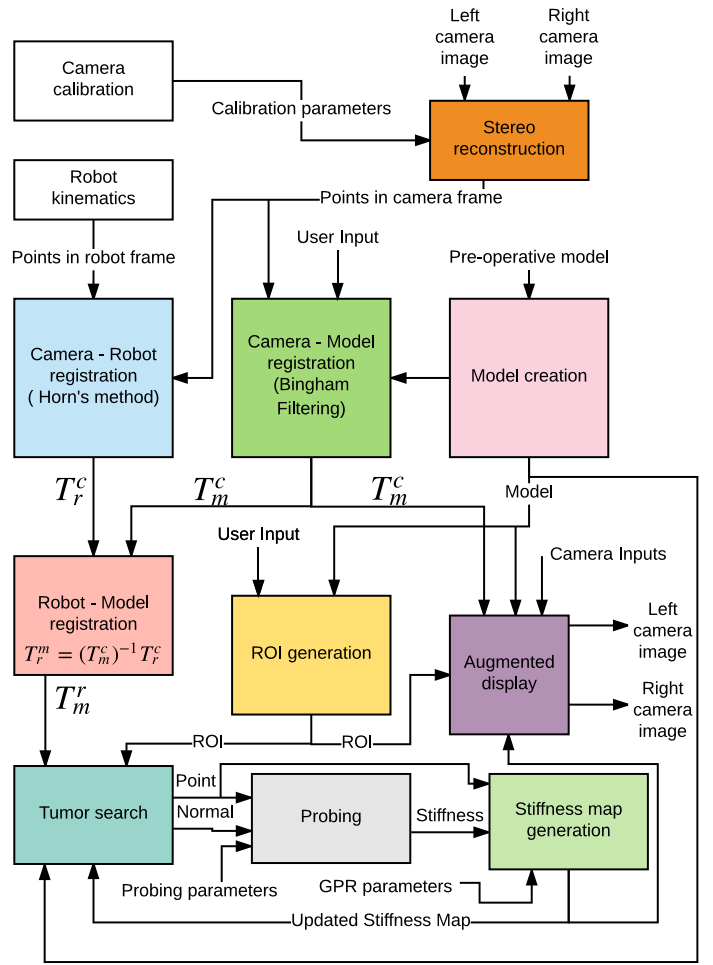 Left
camera
image
Right
camera
image
Camera
calibration
Calibration parameters
Stereo
reconstruction
Robot
kinematics
Points in camera frame
User Input
Points in robot frame
Pre-operative model
Camera - Robot
registration
( Horn's method)
Camera - Model
registration
(Bingham
Filtering)
Model creation
T_r^c
T_m^c
T_m^c
Model
User Input
Camera Inputs
Robot - Model
registration
T_r^m = (T_m^c)^{-1} T_r^c
ROI generation
Augmented
display
Left
camera
image
Right
camera
image
T_m^r
ROI
ROI
Tumor search
Point
Normal
Probing
Stiffness
Stiffness map
generation
Probing parameters
GPR parameters
Updated Stiffness Map